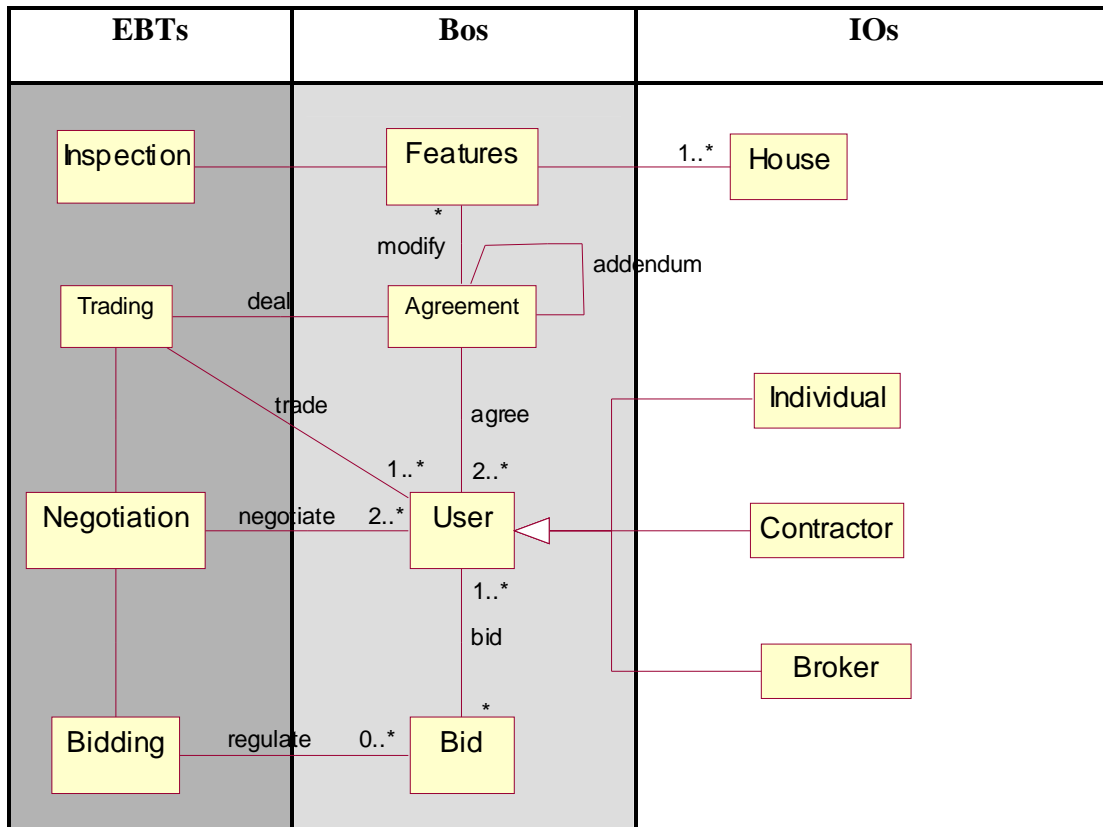 EBTs
Bos
IOs
Inspection
Features
1..*
House
*
modify
addendum
Trading
deal
Agreement
Individual
trade
agree
1..*
2..*
Negotiation
negotiate
2..*
User
Contractor
1..*
bid
Broker
*
Bidding
regulate
0..*
Bid